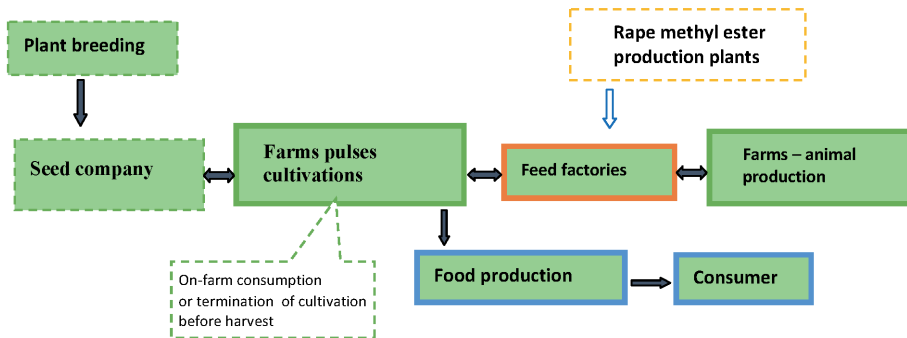 Plant breeding
Rape methyl ester
production plants
Seed company
Farms pulses
cultivations
Feed factories
Farms – animal
production
On-farm consumption
or termination of cultivation
before harvest
Food production
Consumer